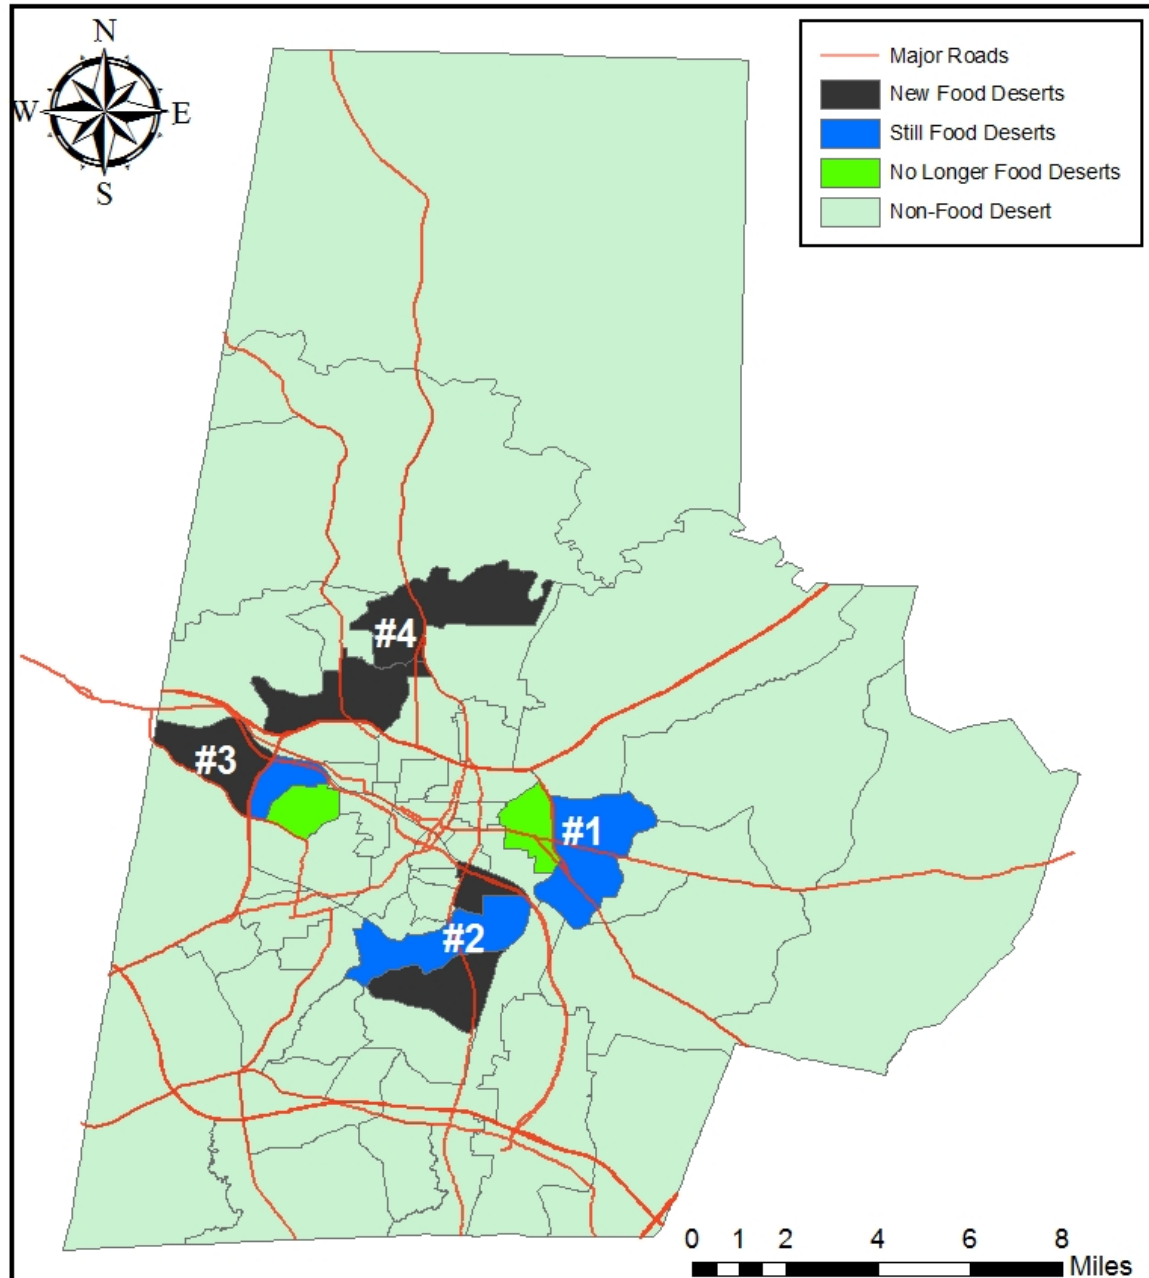 N
W E
S
Major Roads
New Food Deserts
Still Food Deserts
No Longer Food Deserts
Non-Food Desert
#4
#3
#1
#2
0 1 2 4 6 8
Miles